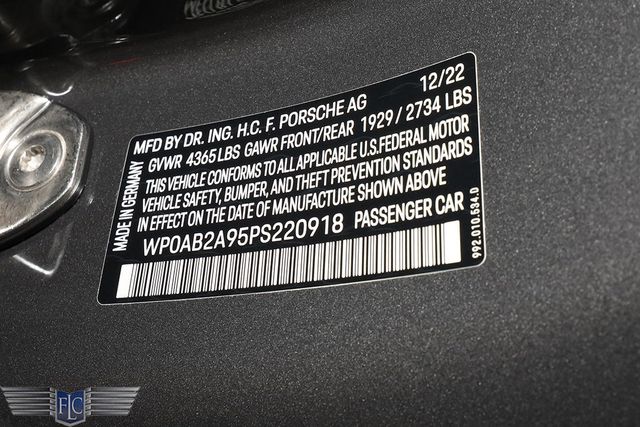 12/22
MFD BY DR. ING. H.C. F. PORSCHE AG
GVWR 4365 LBS GAWR FRONT/REAR 1929 / 2734 LBS
THIS VEHICLE CONFORMS TO ALL APPLICABLE U.S.FEDERAL MOTOR
VEHICLE SAFETY, BUMPER, AND THEFT PREVENTION STANDARDS
IN EFFECT ON THE DATE OF MANUFACTURE SHOWN ABOVE
WP0AB2A95PS220918 PASSENGER CAR
MADE IN GERMANY
992.010.534.0
FLC